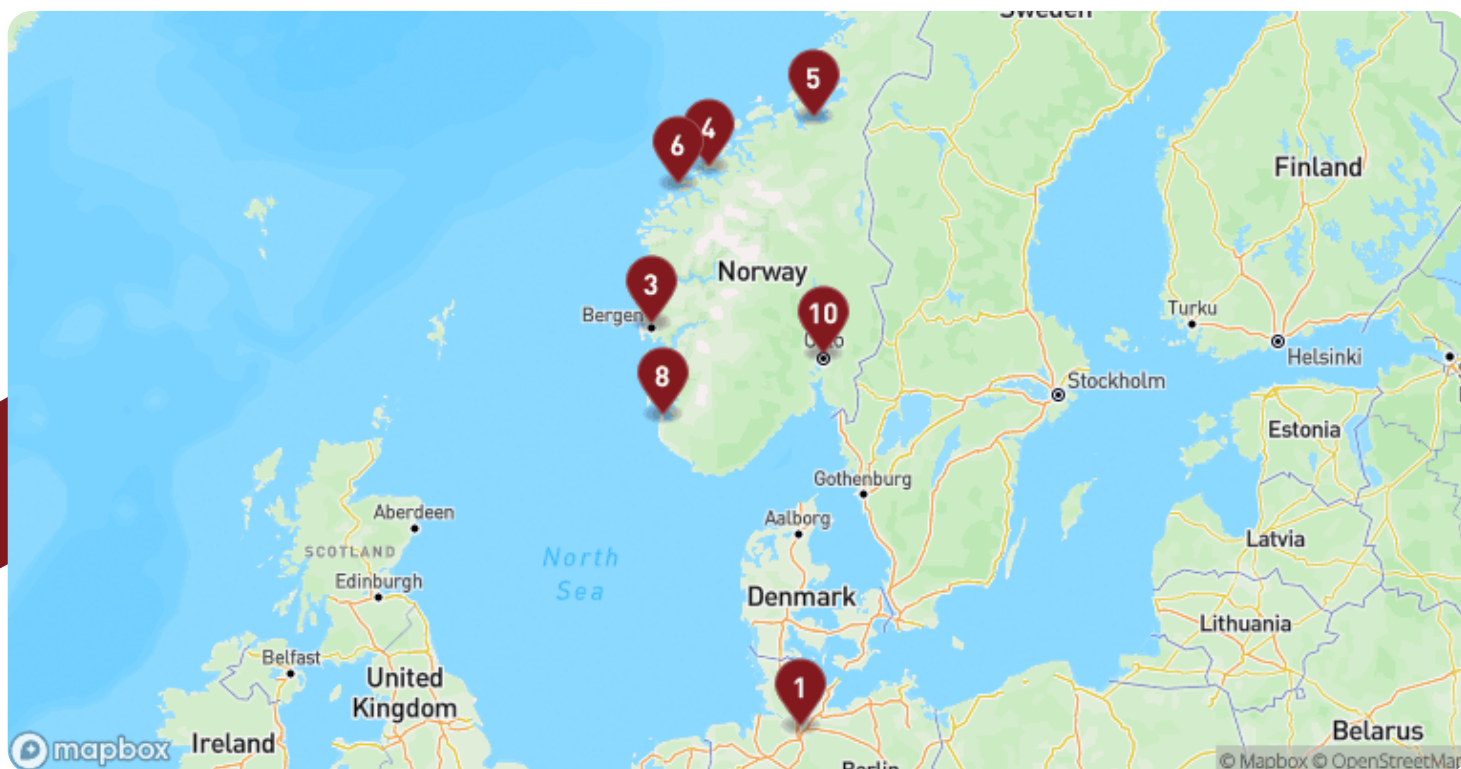 Sweden
5
4
6
Finland
Norway
3
Bergen
10
Turku
Helsinki
8
Stockholm
Estonia
Gothenburg
Aberdeen
Aalborg
SCOTLAND
North
Sea
Latvia
Edinburgh
Denmark
Lithuania
Belfast
United
Kingdom
1
Ireland
Belarus
mapbox
Berlin
© Mapbox © OpenStreetMap